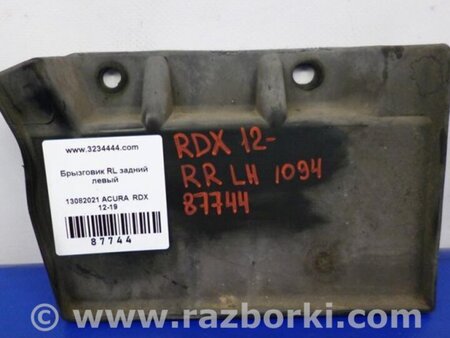 www.3234444.com
Брызговик RL задний
левый
13082021 ACURA RDX
12-19
87744
RDX 12-
RR LH 1094
87744
www.razborki.com